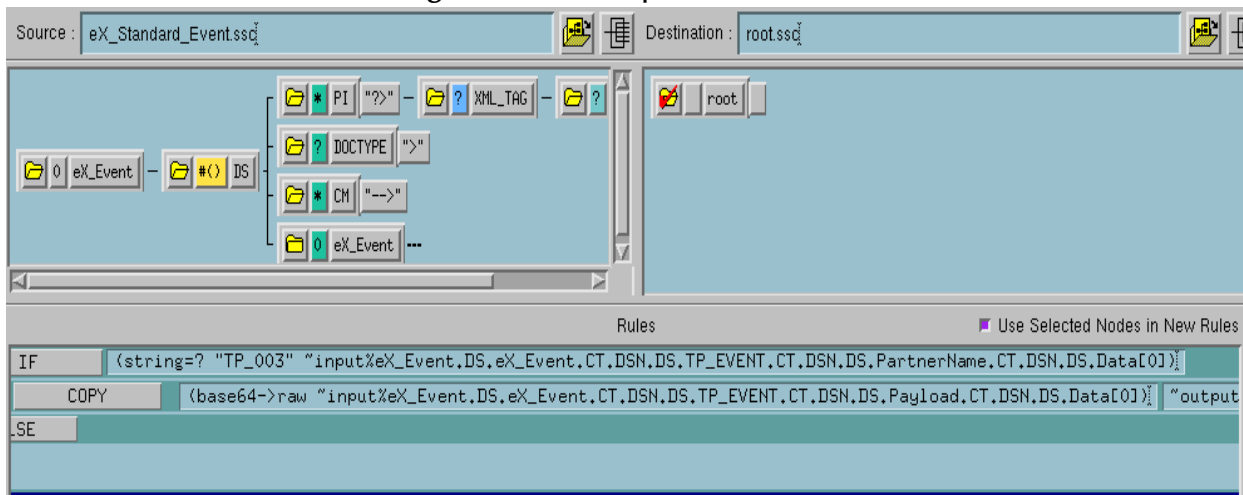 Source : eX_Standard_Event.ssc Destination : root.ssc
* PI "?>" — ? XML_TAG — ?
root
? DOCTYPE ">"
0 eX_Event — #() DS
* CM "-->"
0 eX_Event
Rules Use Selected Nodes in New Rules
IF (string=? "TP_003" ~input%eX_Event.DS.eX_Event.CT.DSN.DS.TP_EVENT.CT.DSN.DS.PartnerName.CT.DSN.DS.Data[0])
COPY (base64->raw ~input%eX_Event.DS.eX_Event.CT.DSN.DS.TP_EVENT.CT.DSN.DS.Payload.CT.DSN.DS.Data[0]) ~output
LSE